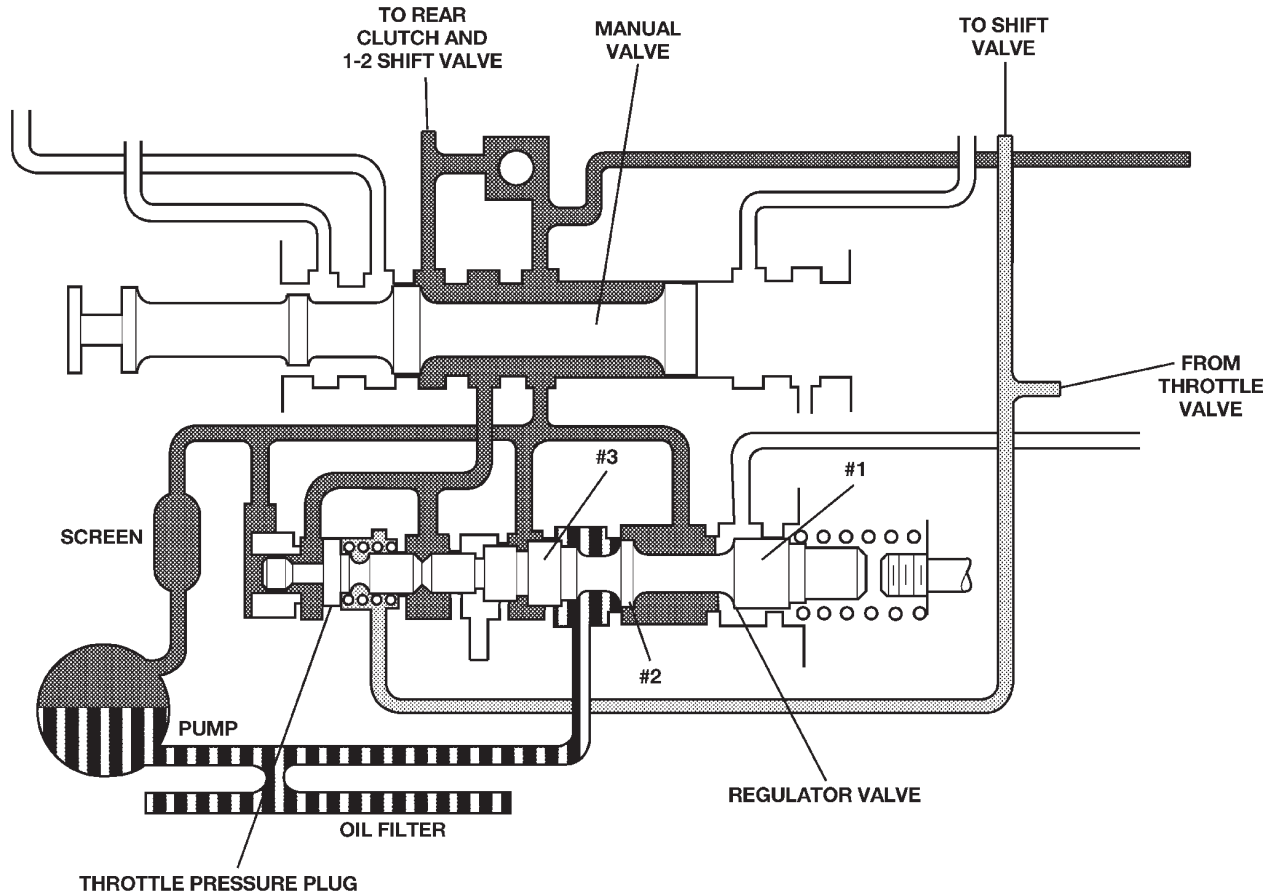 TO REAR
CLUTCH AND
1-2 SHIFT VALVE
MANUAL
VALVE
TO SHIFT
VALVE
FROM
THROTTLE
VALVE
#3
#1
SCREEN
#2
PUMP
REGULATOR VALVE
OIL FILTER
THROTTLE PRESSURE PLUG